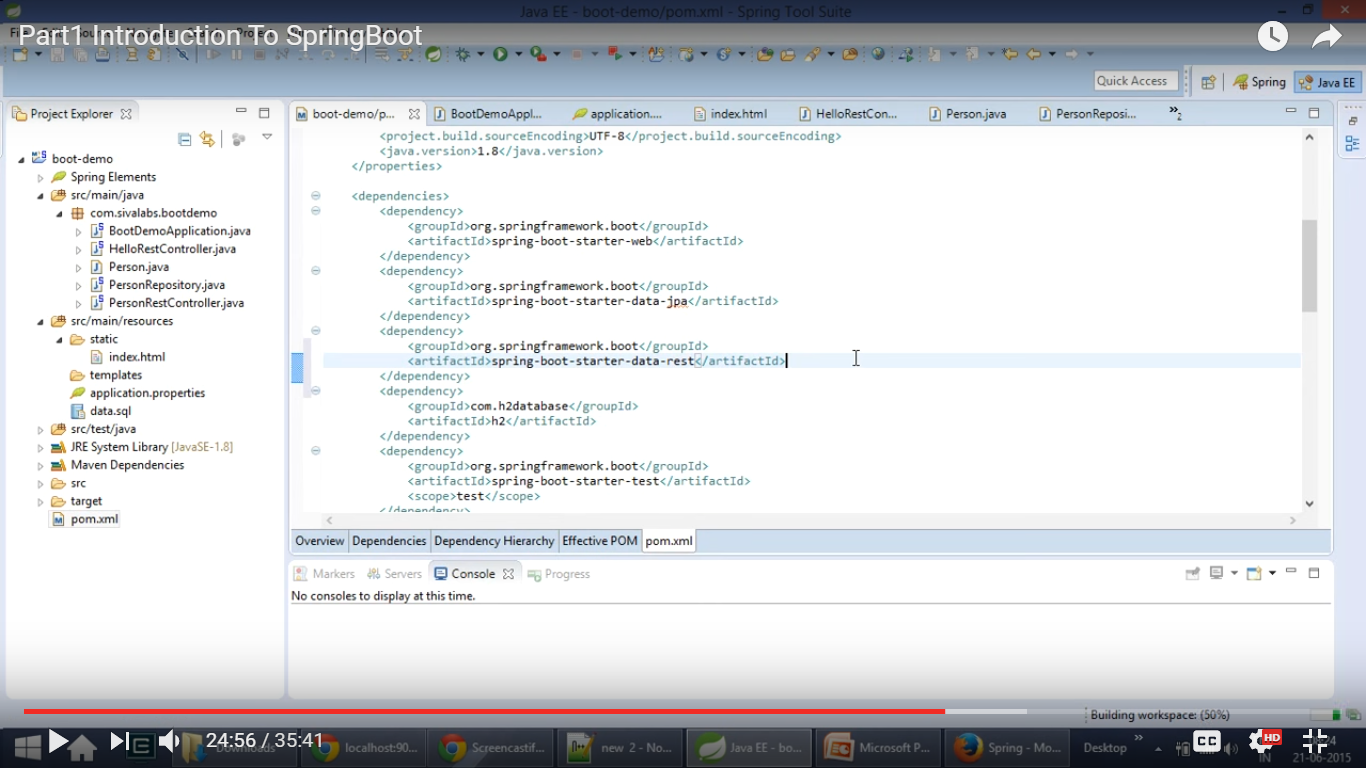 Java EE - boot-demo/pom.xml - Spring Tool Suite
Part1 Introduction To SpringBoot
Quick Access
Spring
Java EE
Project Explorer
boot-demo/p...
BootDemoAppl...
application....
index.html
HelloRestCon...
Person.java
PersonReposi...
»2
boot-demo
Spring Elements
src/main/java
com.sivalabs.bootdemo
BootDemoApplication.java
HelloRestController.java
Person.java
PersonRepository.java
PersonRestController.java
src/main/resources
static
index.html
templates
application.properties
data.sql
src/test/java
JRE System Library [JavaSE-1.8]
Maven Dependencies
src
target
pom.xml
<project.build.sourceEncoding>UTF-8</project.build.sourceEncoding>
<java.version>1.8</java.version>
</properties>
<dependencies>
<dependency>
<groupId>org.springframework.boot</groupId>
<artifactId>spring-boot-starter-web</artifactId>
</dependency>
<dependency>
<groupId>org.springframework.boot</groupId>
<artifactId>spring-boot-starter-data-jpa</artifactId>
</dependency>
<dependency>
<groupId>org.springframework.boot</groupId>
<artifactId>spring-boot-starter-data-rest</artifactId>
</dependency>
<dependency>
<groupId>com.h2database</groupId>
<artifactId>h2</artifactId>
</dependency>
<dependency>
<groupId>org.springframework.boot</groupId>
<artifactId>spring-boot-starter-test</artifactId>
<scope>test</scope>
</dependency>
Overview
Dependencies
Dependency Hierarchy
Effective POM
pom.xml
Markers
Servers
Console
Progress
No consoles to display at this time.
Building workspace: (50%)
24:56 / 35:41
Downloads
localhost:90...
Screencastif...
new 2 - No...
Java EE - bo...
Microsoft P...
Spring - Mo...
Desktop
CC
HD
IN
21-06-2015